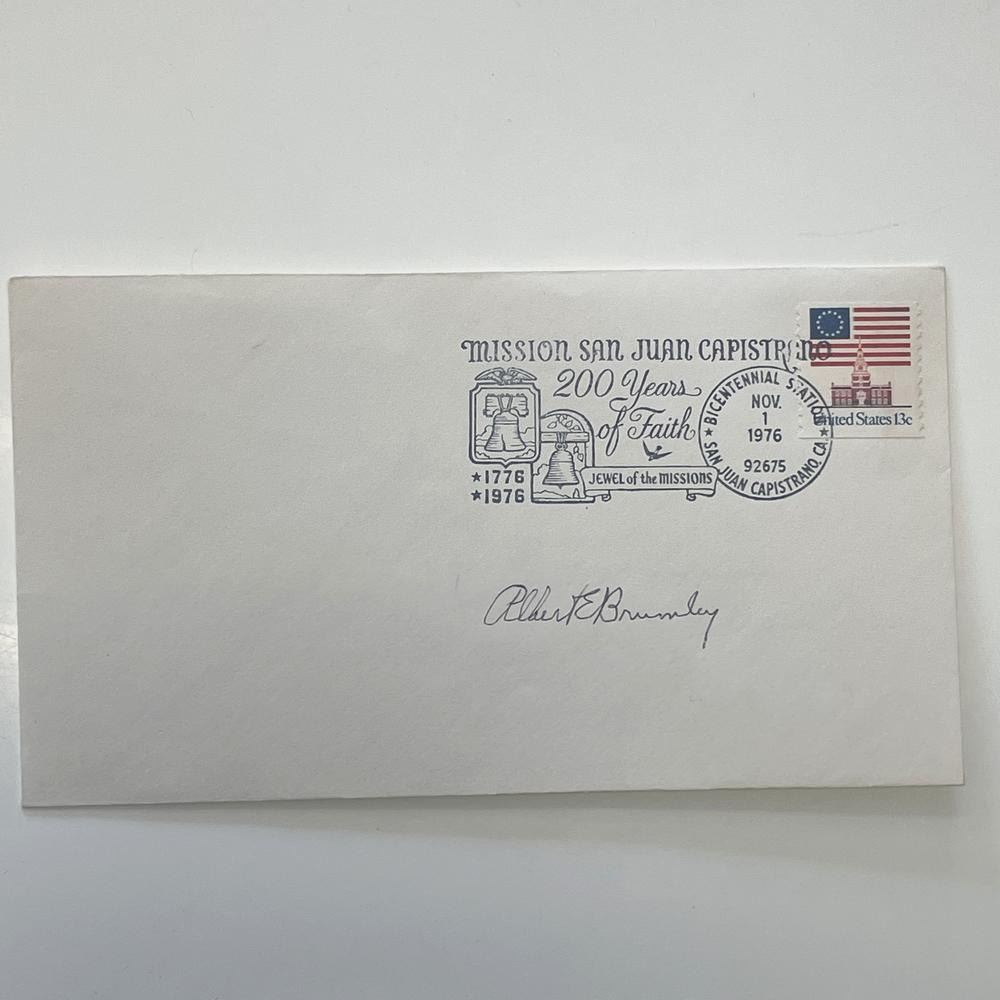 MISSION SAN JUAN CAPISTRANO
200 Years
of Faith
★1776
★1976
JEWEL of the MISSIONS
★ BICENTENNIAL STATION ★
NOV.
1
1976
92675
SAN JUAN CAPISTRANO, CA
United States 13c
Albert E Brumley